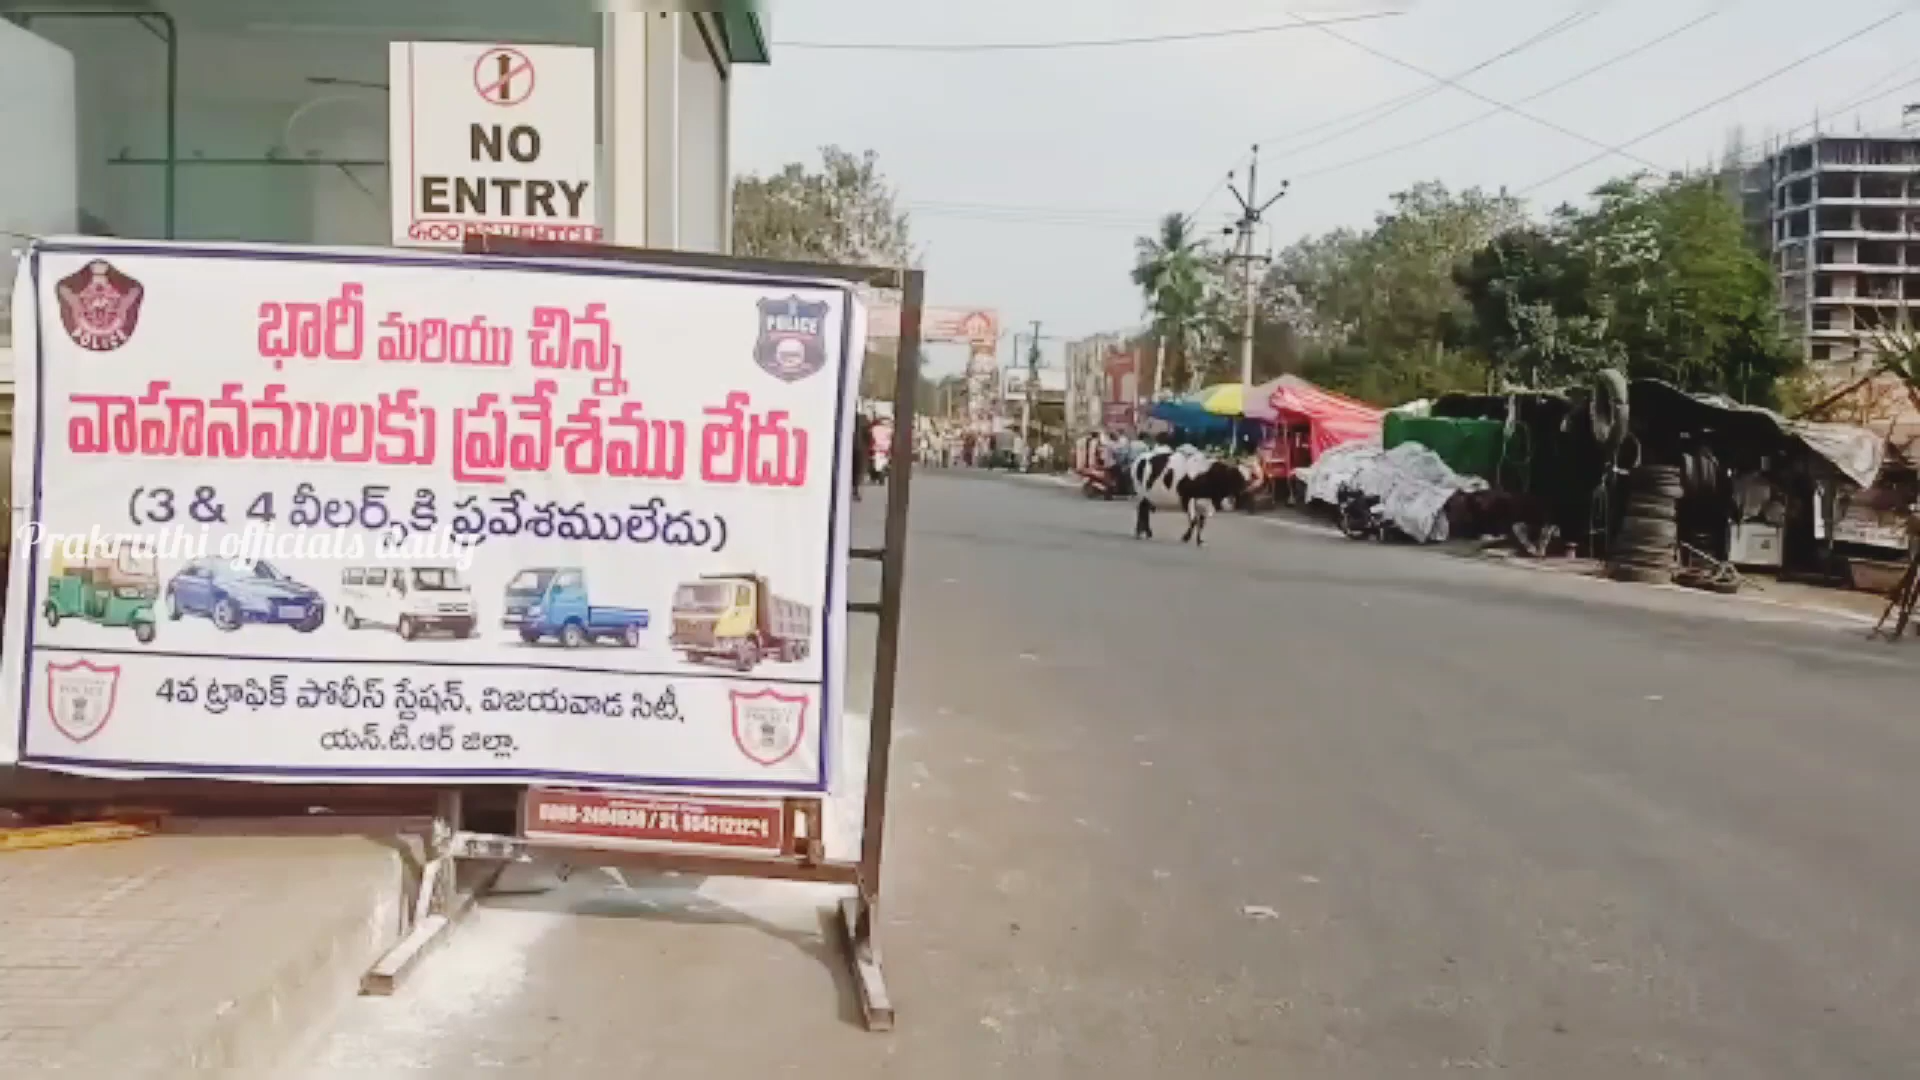 NO
ENTRY
POLICE
POLICE
భారీ మరియు చిన్న
వాహనములకు ప్రవేశము లేదు
(3 & 4 వీలర్స్‌కి ప్రవేశములేదు)
Prakruthi officials daily
4వ ట్రాఫిక్ పోలీస్ స్టేషన్, విజయవాడ సిటీ,
యన్.టి.ఆర్ జిల్లా.